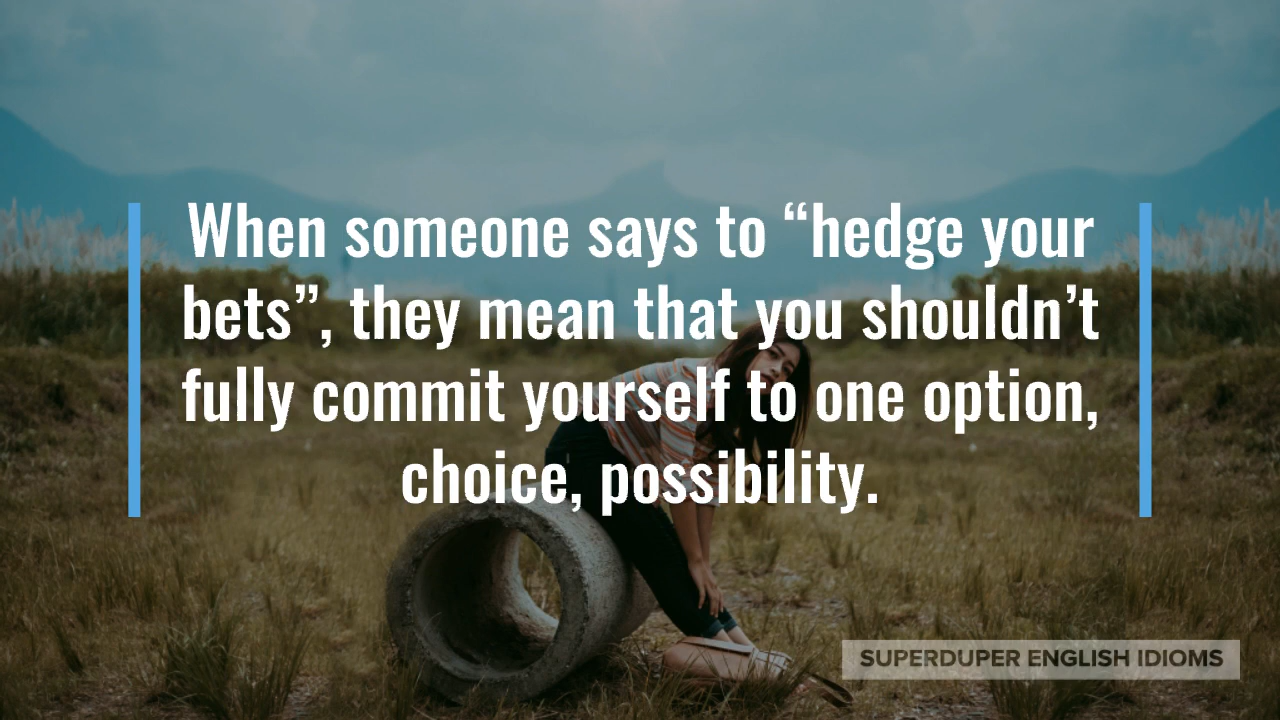 When someone says to “hedge your
bets”, they mean that you shouldn’t
fully commit yourself to one option,
choice, possibility.
SUPERDUPER ENGLISH IDIOMS